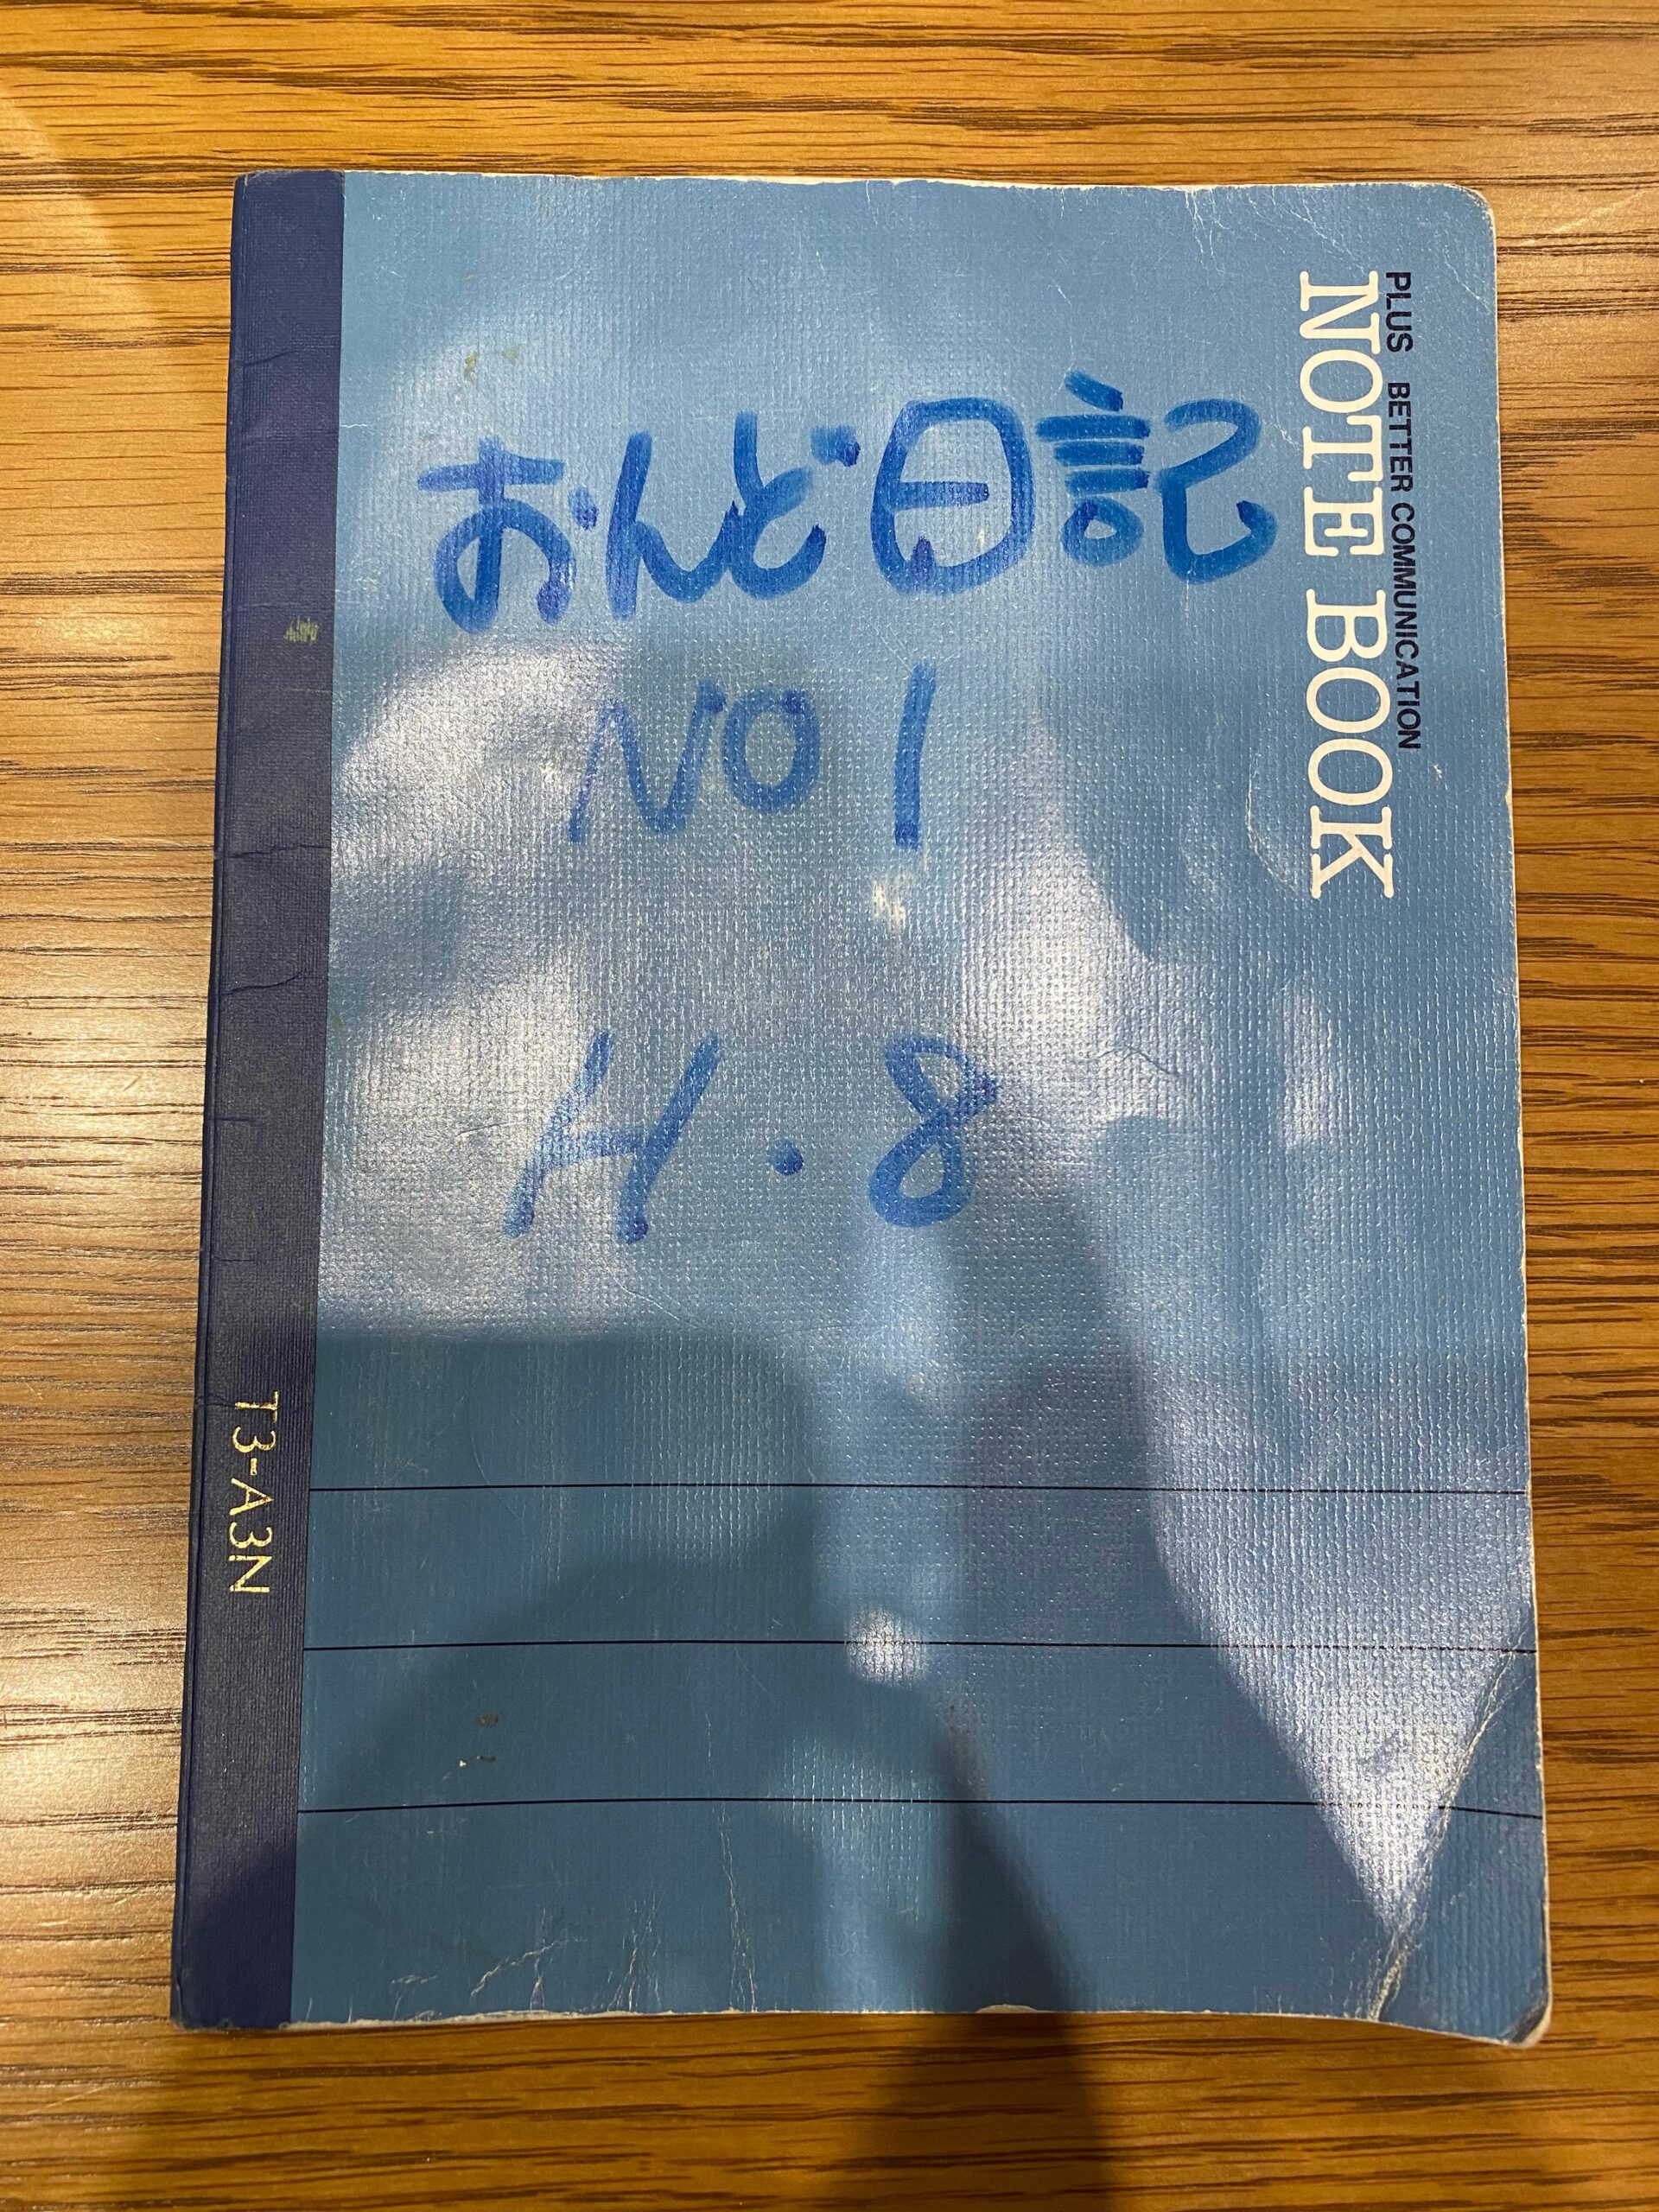 PLUS BETTER COMMUNICATION
NOTE BOOK
おんど日記
NO 1
H・8
T3-A3N